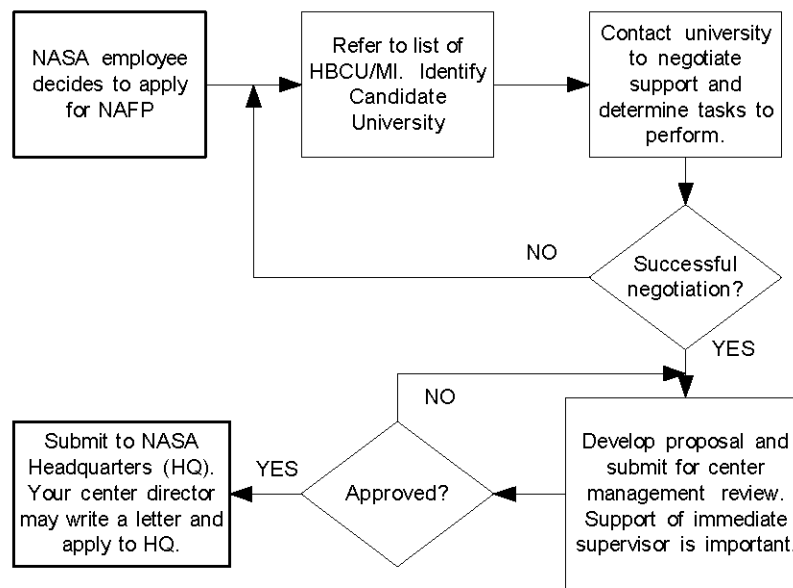 NASA employee
decides to apply
for NAFP
Refer to list of
HBCU/MI. Identify
Candidate
University
Contact university
to negotiate
support and
determine tasks to
perform.
Successful
negotiation?
NO
YES
Develop proposal and
submit for center
management review.
Support of immediate
supervisor is important.
Approved?
NO
YES
Submit to NASA
Headquarters (HQ).
Your center director
may write a letter and
apply to HQ.